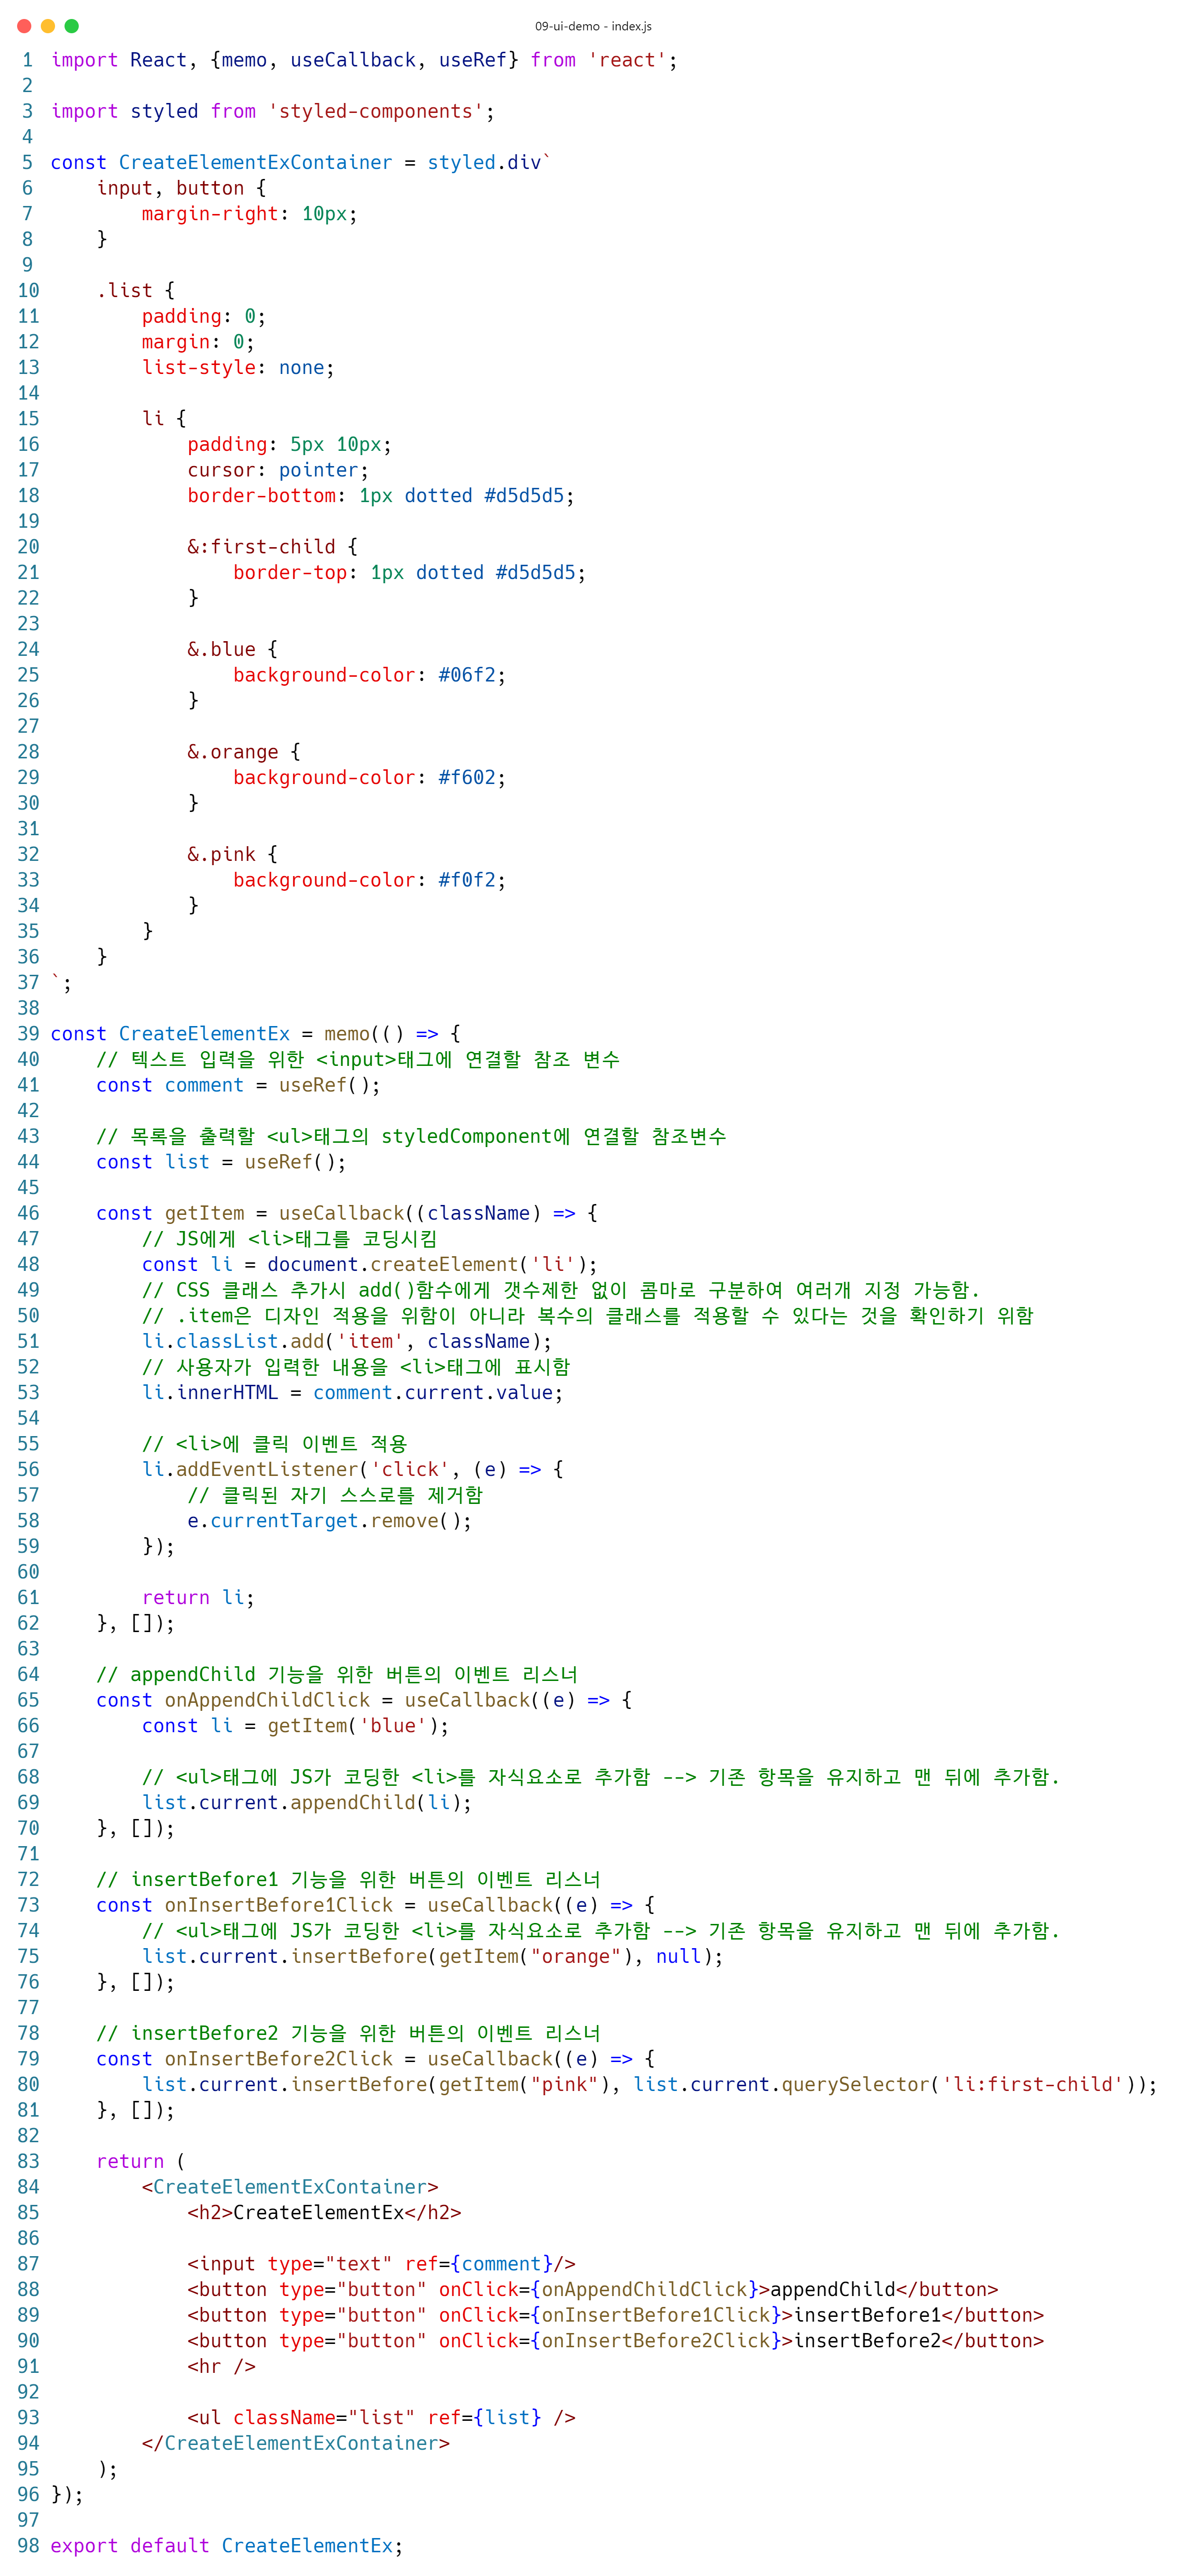 09-ui-demo - index.js
1 import React, {memo, useCallback, useRef} from 'react';
2
3 import styled from 'styled-components';
4
5 const CreateElementExContainer = styled.div`
6     input, button {
7         margin-right: 10px;
8     }
9
10     .list {
11         padding: 0;
12         margin: 0;
13         list-style: none;
14
15         li {
16             padding: 5px 10px;
17             cursor: pointer;
18             border-bottom: 1px dotted #d5d5d5;
19
20             &:first-child {
21                 border-top: 1px dotted #d5d5d5;
22             }
23
24             &.blue {
25                 background-color: #06f2;
26             }
27
28             &.orange {
29                 background-color: #f602;
30             }
31
32             &.pink {
33                 background-color: #f0f2;
34             }
35         }
36     }
37 `;
38
39 const CreateElementEx = memo(() => {
40     // 텍스트 입력을 위한 <input>태그에 연결할 참조 변수
41     const comment = useRef();
42
43     // 목록을 출력할 <ul>태그의 styledComponent에 연결할 참조변수
44     const list = useRef();
45
46     const getItem = useCallback((className) => {
47         // JS에게 <li>태그를 코딩시킴
48         const li = document.createElement('li');
49         // CSS 클래스 추가시 add()함수에게 갯수제한 없이 콤마로 구분하여 여러개 지정 가능함.
50         // .item은 디자인 적용을 위함이 아니라 복수의 클래스를 적용할 수 있다는 것을 확인하기 위함
51         li.classList.add('item', className);
52         // 사용자가 입력한 내용을 <li>태그에 표시함
53         li.innerHTML = comment.current.value;
54
55         // <li>에 클릭 이벤트 적용
56         li.addEventListener('click', (e) => {
57             // 클릭된 자기 스스로를 제거함
58             e.currentTarget.remove();
59         });
60
61         return li;
62     }, []);
63
64     // appendChild 기능을 위한 버튼의 이벤트 리스너
65     const onAppendChildClick = useCallback((e) => {
66         const li = getItem('blue');
67
68         // <ul>태그에 JS가 코딩한 <li>를 자식요소로 추가함 --> 기존 항목을 유지하고 맨 뒤에 추가함.
69         list.current.appendChild(li);
70     }, []);
71
72     // insertBefore1 기능을 위한 버튼의 이벤트 리스너
73     const onInsertBefore1Click = useCallback((e) => {
74         // <ul>태그에 JS가 코딩한 <li>를 자식요소로 추가함 --> 기존 항목을 유지하고 맨 뒤에 추가함.
75         list.current.insertBefore(getItem("orange"), null);
76     }, []);
77
78     // insertBefore2 기능을 위한 버튼의 이벤트 리스너
79     const onInsertBefore2Click = useCallback((e) => {
80         list.current.insertBefore(getItem("pink"), list.current.querySelector('li:first-child'));
81     }, []);
82
83     return (
84         <CreateElementExContainer>
85             <h2>CreateElementEx</h2>
86
87             <input type="text" ref={comment}/>
88             <button type="button" onClick={onAppendChildClick}>appendChild</button>
89             <button type="button" onClick={onInsertBefore1Click}>insertBefore1</button>
90             <button type="button" onClick={onInsertBefore2Click}>insertBefore2</button>
91             <hr />
92
93             <ul className="list" ref={list} />
94         </CreateElementExContainer>
95     );
96 });
97
98 export default CreateElementEx;